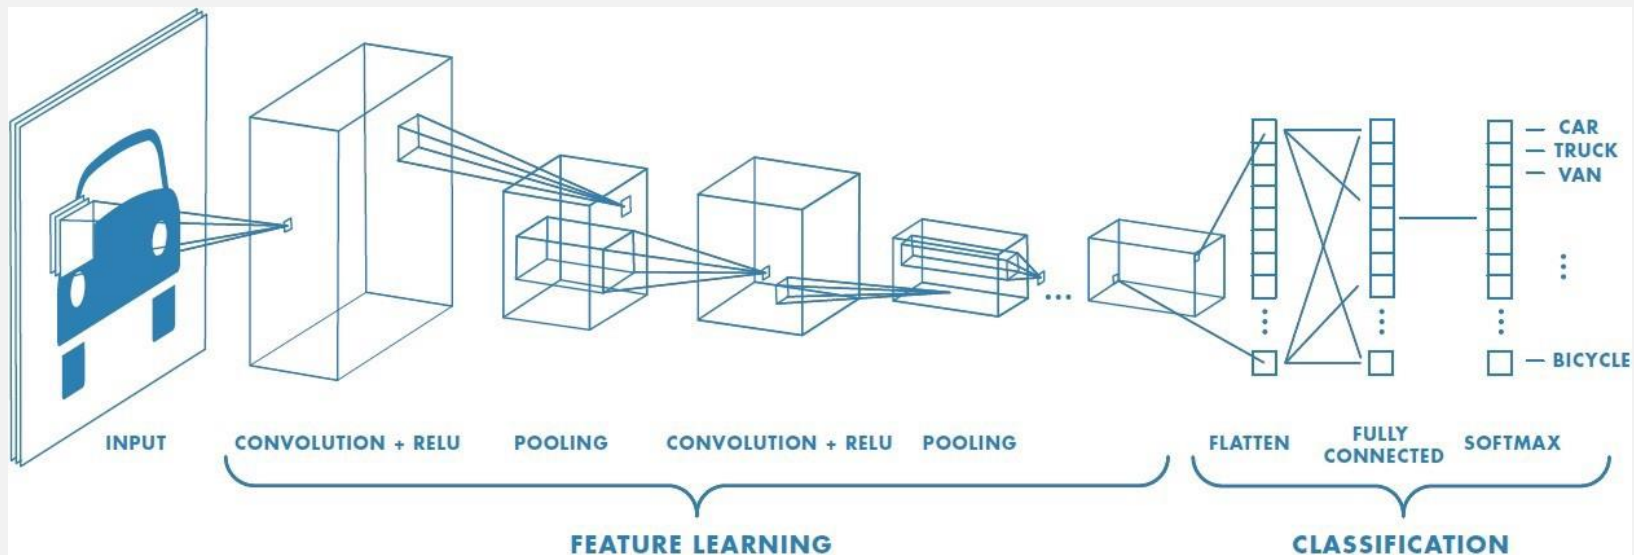 CAR
TRUCK
VAN
BICYCLE
INPUT
CONVOLUTION + RELU
POOLING
CONVOLUTION + RELU
POOLING
FLATTEN
FULLY
CONNECTED
SOFTMAX
FEATURE LEARNING
CLASSIFICATION